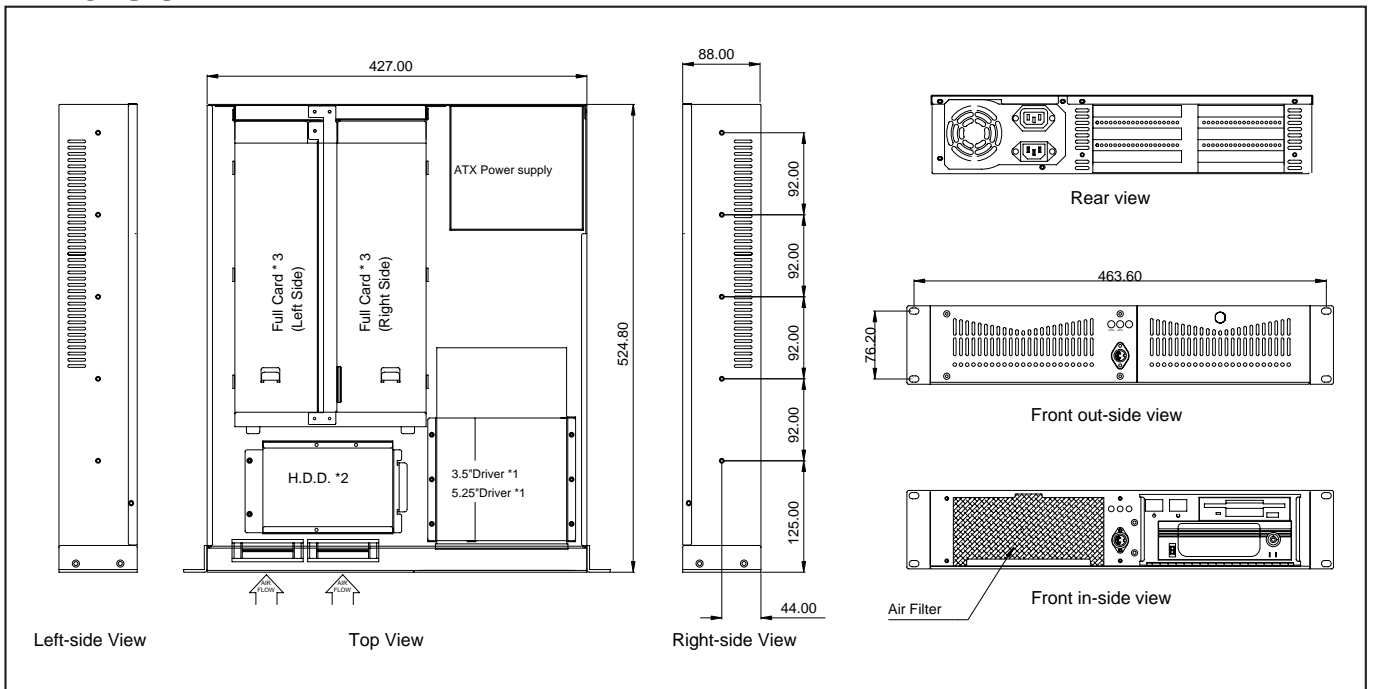 427.00
ATX Power supply
Full Card * 3
(Left Side)
Full Card * 3
(Right Side)
524.80
H.D.D. *2
3.5"Driver *1
5.25"Driver *1
AIR
FLOW
AIR
FLOW
Left-side View
Top View
88.00
92.00
92.00
92.00
92.00
125.00
44.00
Right-side View
Rear view
463.60
76.20
Front out-side view
Air Filter
Front in-side view